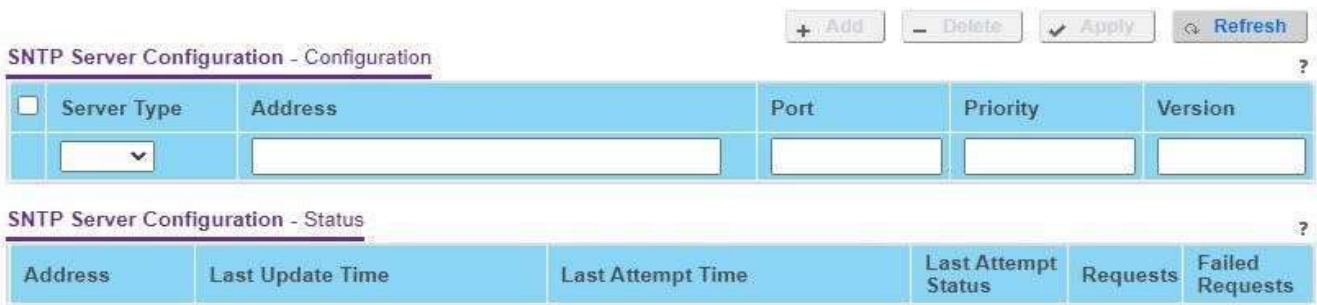 + Add - Delete Apply Refresh
SNTP Server Configuration - Configuration
?
Server Type Address Port Priority Version
SNTP Server Configuration - Status
?
Address Last Update Time Last Attempt Time Last Attempt Status Requests Failed Requests